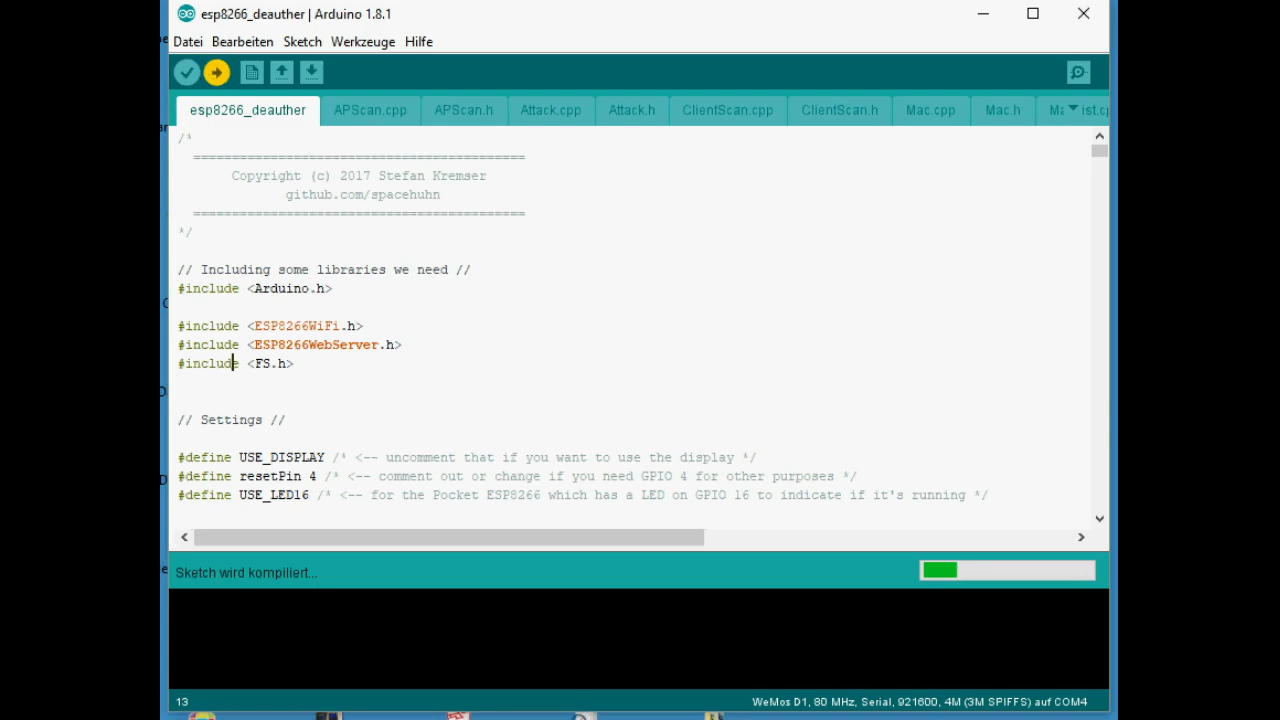 esp8266_deauther | Arduino 1.8.1
Datei Bearbeiten Sketch Werkzeuge Hilfe
esp8266_deauther APScan.cpp APScan.h Attack.cpp Attack.h ClientScan.cpp ClientScan.h Mac.cpp Mac.h Ma ist.cp
/*
===========================================
Copyright (c) 2017 Stefan Kremser
github.com/spacehuhn
===========================================
*/
// Including some libraries we need //
#include <Arduino.h>
#include <ESP8266WiFi.h>
#include <ESP8266WebServer.h>
#include <FS.h>
// Settings //
#define USE_DISPLAY /* <-- uncomment that if you want to use the display */
#define resetPin 4 /* <-- comment out or change if you need GPIO 4 for other purposes */
#define USE_LED16 /* <-- for the Pocket ESP8266 which has a LED on GPIO 16 to indicate if it's running */
Sketch wird kompiliert...
13
WeMos D1, 80 MHz, Serial, 921600, 4M (3M SPIFFS) auf COM4